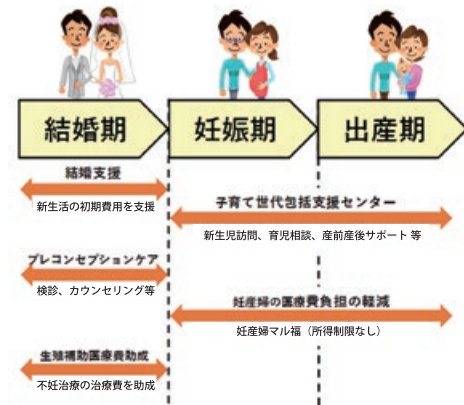 結婚期
妊娠期
出産期
結婚支援
新生活の初期費用を支援
子育て世代包括支援センター
新生児訪問、育児相談、産前産後サポート 等
プレコンセプションケア
検診、カウンセリング等
妊産婦の医療費負担の軽減
妊産婦マル福（所得制限なし）
生殖補助医療費助成
不妊治療の治療費を助成